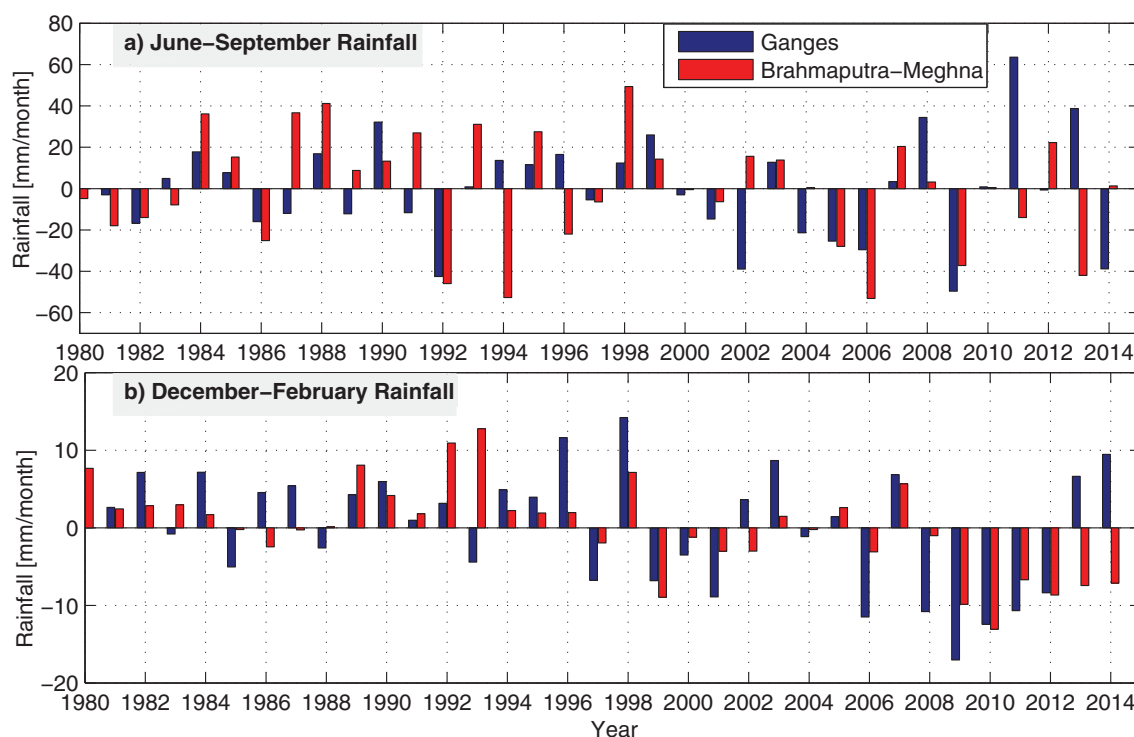 a) June–September Rainfall
Ganges
Brahmaputra–Meghna
Rainfall [mm/month]
80
60
40
20
0
−20
−40
−60
1980 1982 1984 1986 1988 1990 1992 1994 1996 1998 2000 2002 2004 2006 2008 2010 2012 2014
b) December–February Rainfall
Rainfall [mm/month]
20
10
0
−10
−20
1980 1982 1984 1986 1988 1990 1992 1994 1996 1998 2000 2002 2004 2006 2008 2010 2012 2014
Year